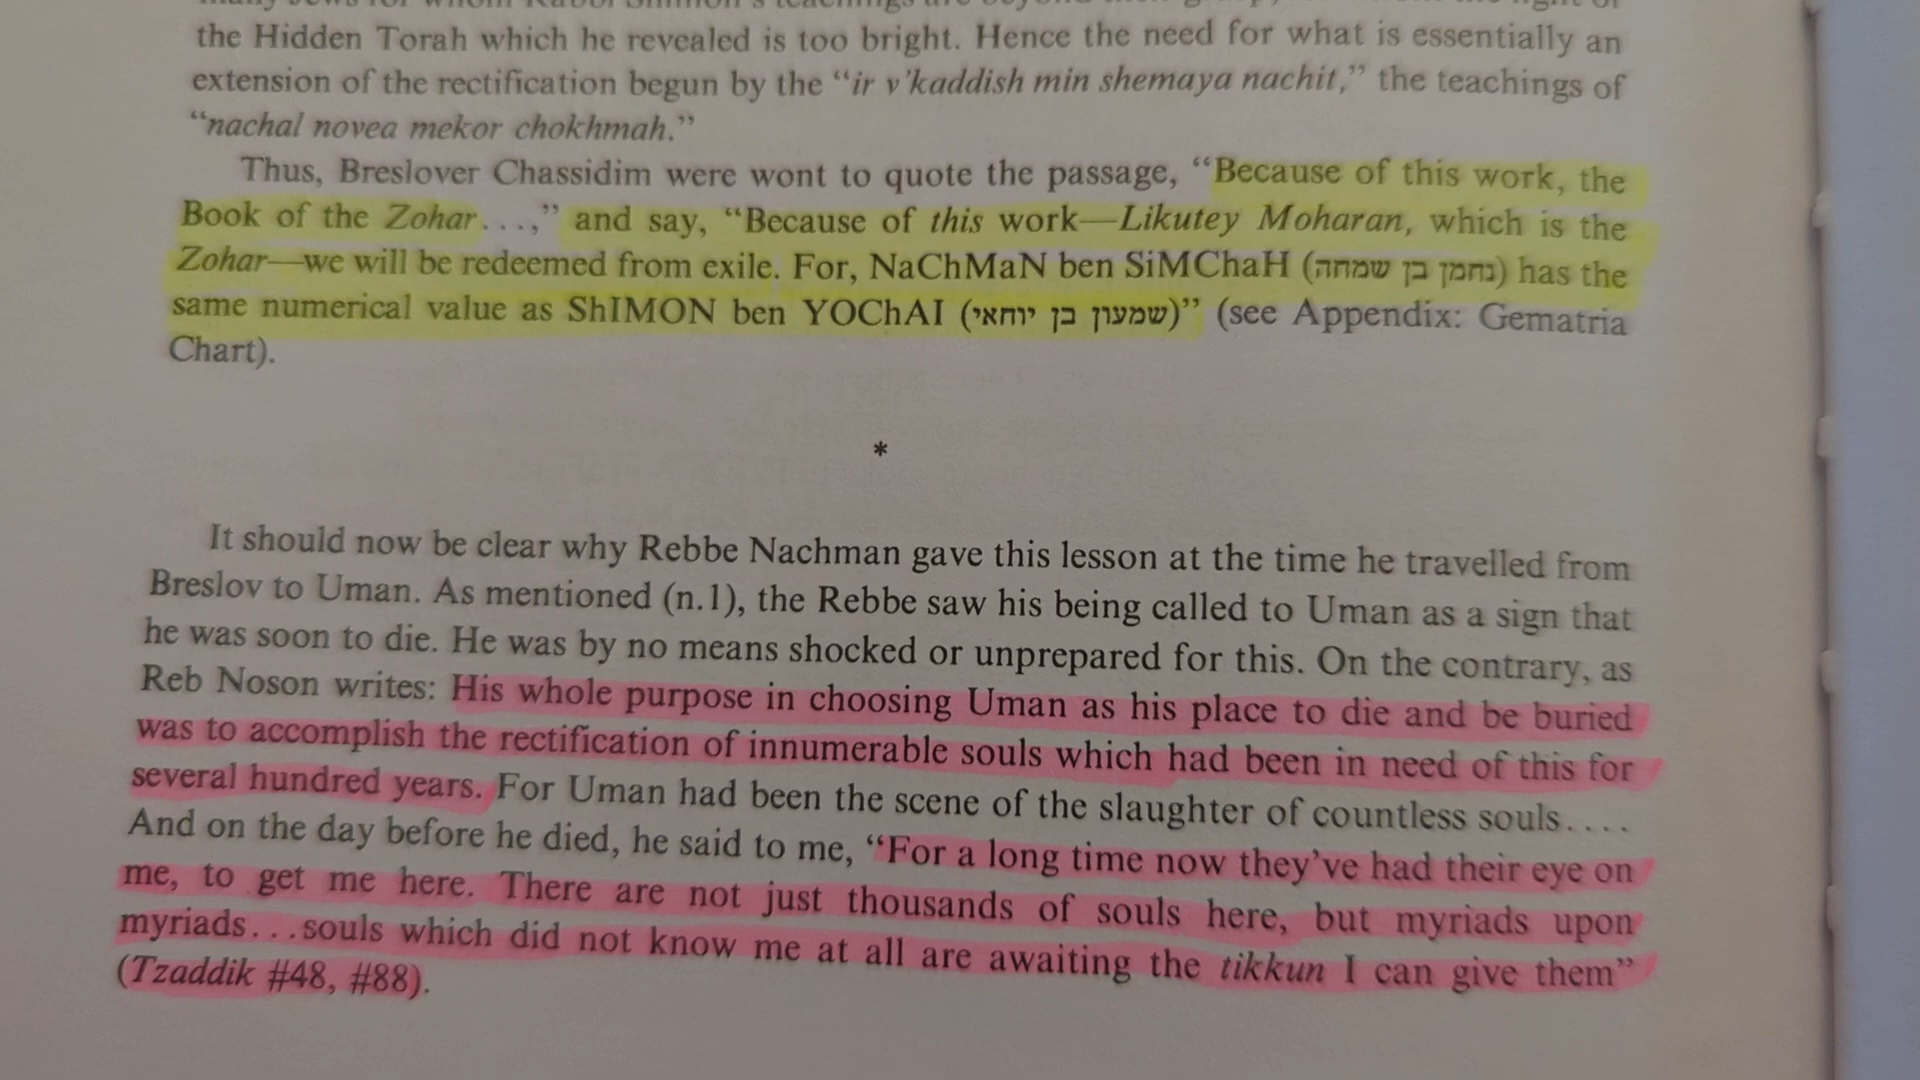 the Hidden Torah which he revealed is too bright. Hence the need for what is essentially an
extension of the rectification begun by the “ir v’kaddish min shemaya nachit,” the teachings of
“nachal novea mekor chokhmah.”
Thus, Breslover Chassidim were wont to quote the passage, “Because of this work, the
Book of the Zohar...,” and say, “Because of this work—Likutey Moharan, which is the
Zohar—we will be redeemed from exile. For, NaChMaN ben SiMChaH (נחמן בן שמחה) has the
same numerical value as ShIMON ben YOChAI (שמעון בן יוחאי)” (see Appendix: Gematria
Chart).
*
It should now be clear why Rebbe Nachman gave this lesson at the time he travelled from
Breslov to Uman. As mentioned (n.1), the Rebbe saw his being called to Uman as a sign that
he was soon to die. He was by no means shocked or unprepared for this. On the contrary, as
Reb Noson writes: His whole purpose in choosing Uman as his place to die and be buried
was to accomplish the rectification of innumerable souls which had been in need of this for
several hundred years. For Uman had been the scene of the slaughter of countless souls....
And on the day before he died, he said to me, “For a long time now they’ve had their eye on
me, to get me here. There are not just thousands of souls here, but myriads upon
myriads...souls which did not know me at all are awaiting the tikkun I can give them”
(Tzaddik #48, #88).